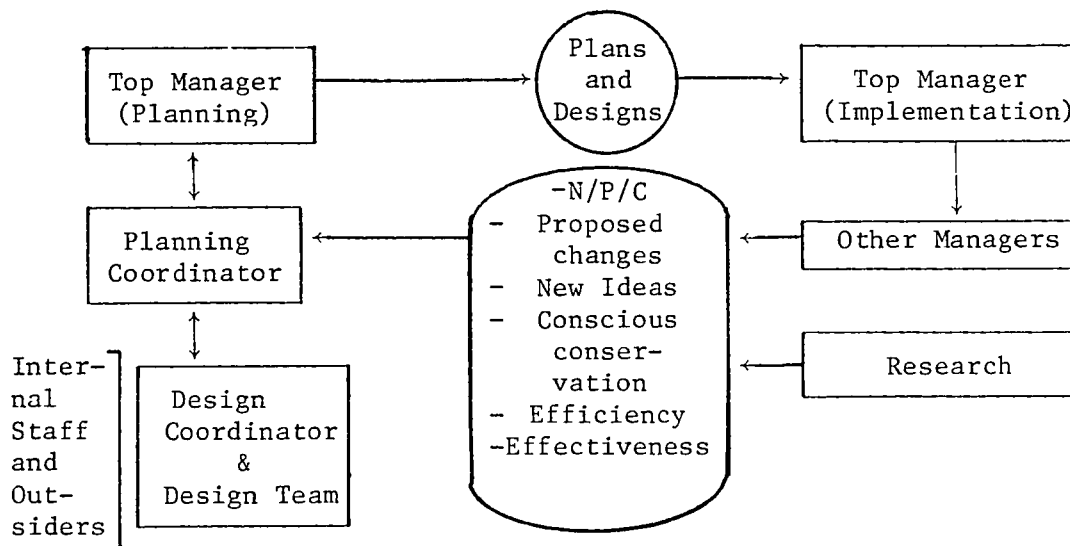 Top Manager
(Planning)
Plans
and
Designs
Top Manager
(Implementation)
Planning
Coordinator
-N/P/C
- Proposed
changes
- New Ideas
- Conscious
conser-
vation
- Efficiency
-Effectiveness
Other Managers
Research
Inter-
nal
Staff
and
Out-
siders
Design
Coordinator
&
Design Team